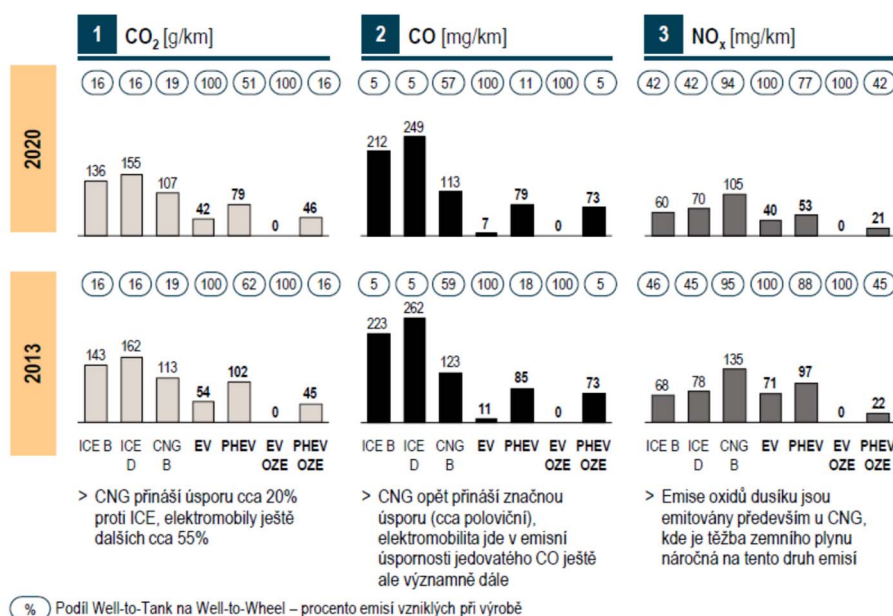 1 CO₂ [g/km]
2 CO [mg/km]
3 NOₓ [mg/km]
2020
16 16 19 100 51 100 16
5 5 57 100 11 100 5
42 42 94 100 77 100 42
136 155 107 42 79 0 46
212 249 113 7 79 0 73
60 70 105 40 53 0 21
2013
16 16 19 100 62 100 16
5 5 59 100 18 100 5
46 45 95 100 88 100 45
143 162 113 54 102 0 45
223 262 123 11 85 0 73
68 78 135 71 97 0 22
ICE B ICE D CNG B EV PHEV EV OZE PHEV OZE
ICE B ICE D CNG B EV PHEV EV OZE PHEV OZE
ICE B ICE D CNG B EV PHEV EV OZE PHEV OZE
> CNG přináší úsporu cca 20%
proti ICE, elektromobily ještě
dalších cca 55%
> CNG opět přináší značnou
úsporu (cca poloviční),
elektromobilita jde v emisní
úspornosti jedovatého CO ještě
ale významně dále
> Emise oxidů dusíku jsou
emitovány především u CNG,
kde je těžba zemního plynu
náročná na tento druh emisí
% Podíl Well-to-Tank na Well-to-Wheel – procento emisí vzniklých při výrobě